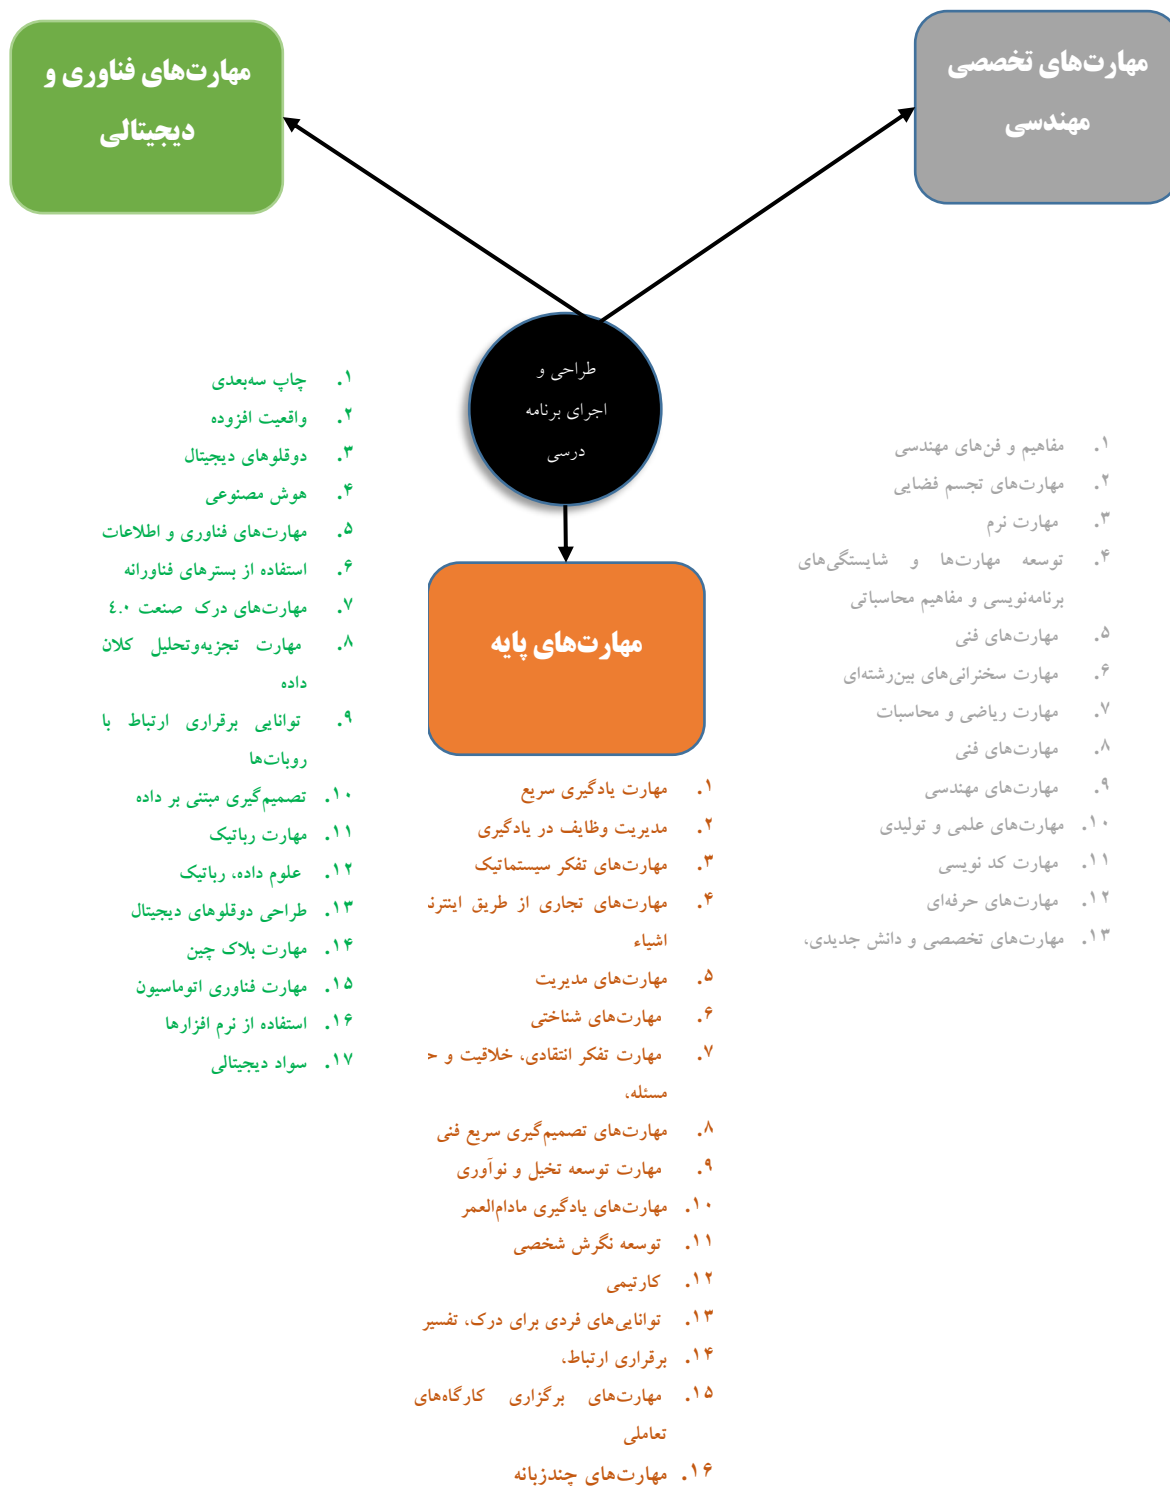 مهارت‌های تخصصی
مهندسی
مهارت‌های فناوری و
دیجیتالی
طراحی و
اجرای برنامه
درسی
مهارت‌های پایه
۱. مفاهیم و فن‌های مهندسی
۲. مهارت‌های تجسم فضایی
۳. مهارت نرم
۴. توسعه مهارت‌ها و شایستگی‌های
برنامه‌نویسی و مفاهیم محاسباتی
۵. مهارت‌های فنی
۶. مهارت سخنرانی‌های بین‌رشته‌ای
۷. مهارت ریاضی و محاسبات
۸. مهارت‌های فنی
۹. مهارت‌های مهندسی
۱۰. مهارت‌های علمی و تولیدی
۱۱. مهارت کد نویسی
۱۲. مهارت‌های حرفه‌ای
۱۳. مهارت‌های تخصصی و دانش جدیدی،
۱. مهارت یادگیری سریع
۲. مدیریت وظایف در یادگیری
۳. مهارت‌های تفکر سیستماتیک
۴. مهارت‌های تجاری از طریق
اشیاء
۵. مهارت‌های مدیریت
۶. مهارت‌های شناختی
۷. مهارت تفکر انتقادی، خلاقیت و
مسئله،
۸. مهارت‌های تصمیم‌گیری سریع فنی
۹. مهارت توسعه تخیل و نوآوری
۱۰. مهارت‌های یادگیری مادام‌العمر
۱۱. توسعه نگرش شخصی
۱۲. کارتیمی
۱۳. توانایی‌های فردی برای درک، تفسیر
۱۴. برقراری ارتباط،
۱۵. مهارت‌های برگزاری کارگاه‌های
تعاملی
۱۶. مهارت‌های چندزبانه
۱. چاپ سه‌بعدی
۲. واقعیت افزوده
۳. دوقلوهای دیجیتال
۴. هوش مصنوعی
۵. مهارت‌های فناوری و اطلاعات
۶. استفاده از بسترهای فناورانه
۷. مهارت‌های درک صنعت ٤.٠
۸. مهارت تجزیه‌وتحلیل کلان
داده
۹. توانایی برقراری ارتباط با
روبات‌ها
۱۰. تصمیم‌گیری مبتنی بر داده
۱۱. مهارت رباتیک
۱۲. علوم داده، رباتیک
۱۳. طراحی دوقلوهای دیجیتال
۱۴. مهارت بلاک چین
۱۵. مهارت فناوری اتوماسیون
۱۶. استفاده از نرم افزارها
۱۷. سواد دیجیتالی